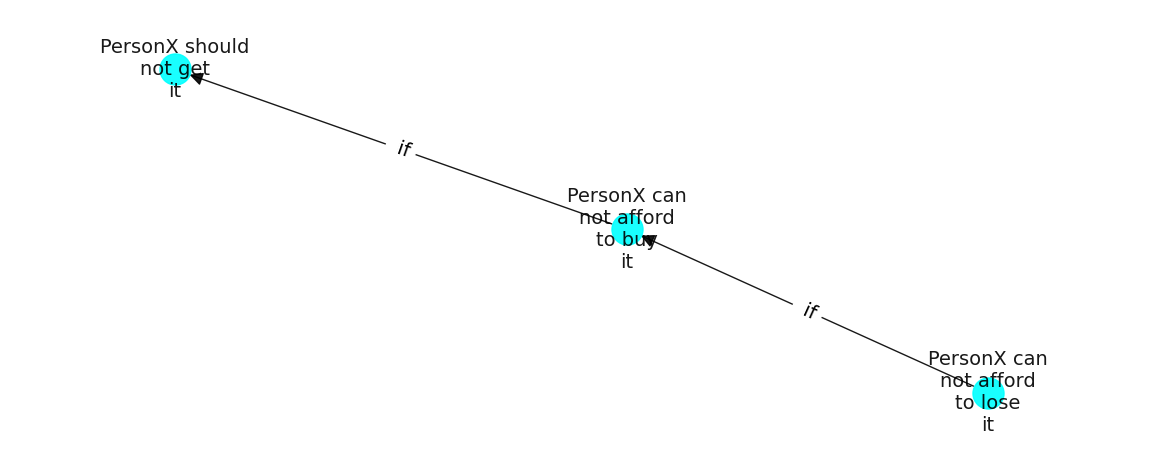 PersonX should
not get
it
if
PersonX can
not afford
to buy
it
if
PersonX can
not afford
to lose
it